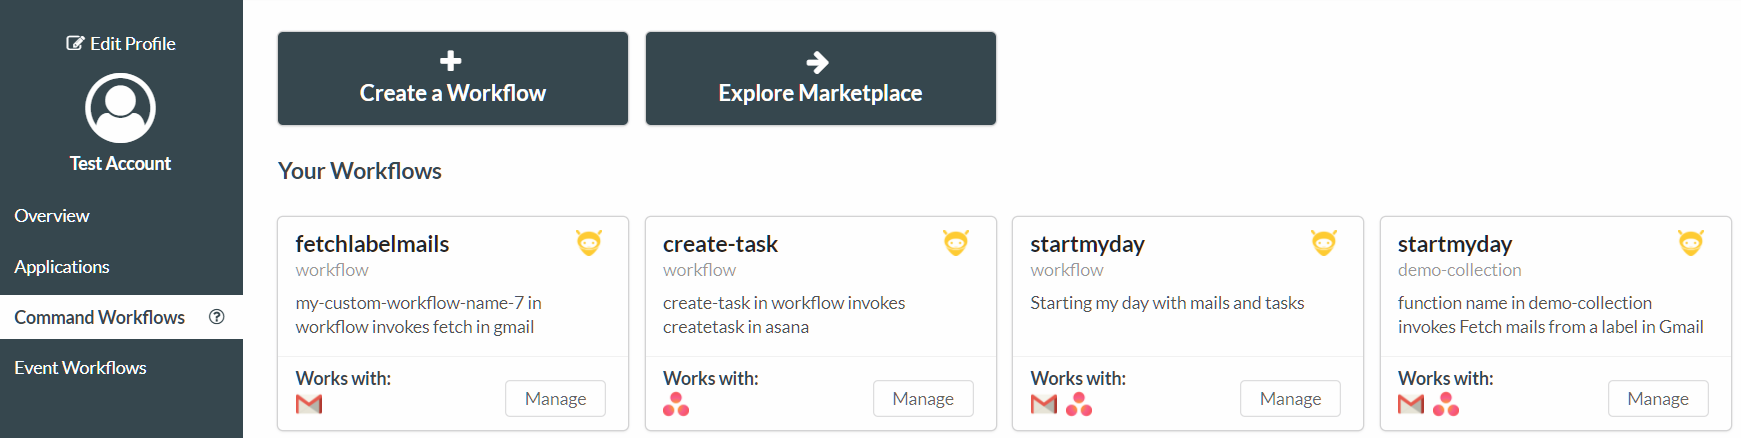 Edit Profile
Test Account
Overview
Applications
Command Workflows
Event Workflows
Create a Workflow
Explore Marketplace
Your Workflows
fetchlabelmails
workflow
my-custom-workflow-name-7 in
workflow invokes fetch in gmail
Works with:
Manage
create-task
workflow
create-task in workflow invokes
createtask in asana
Works with:
Manage
startmyday
workflow
Starting my day with mails and tasks
Works with:
Manage
startmyday
demo-collection
function name in demo-collection
invokes Fetch mails from a label in Gmail
Works with:
Manage